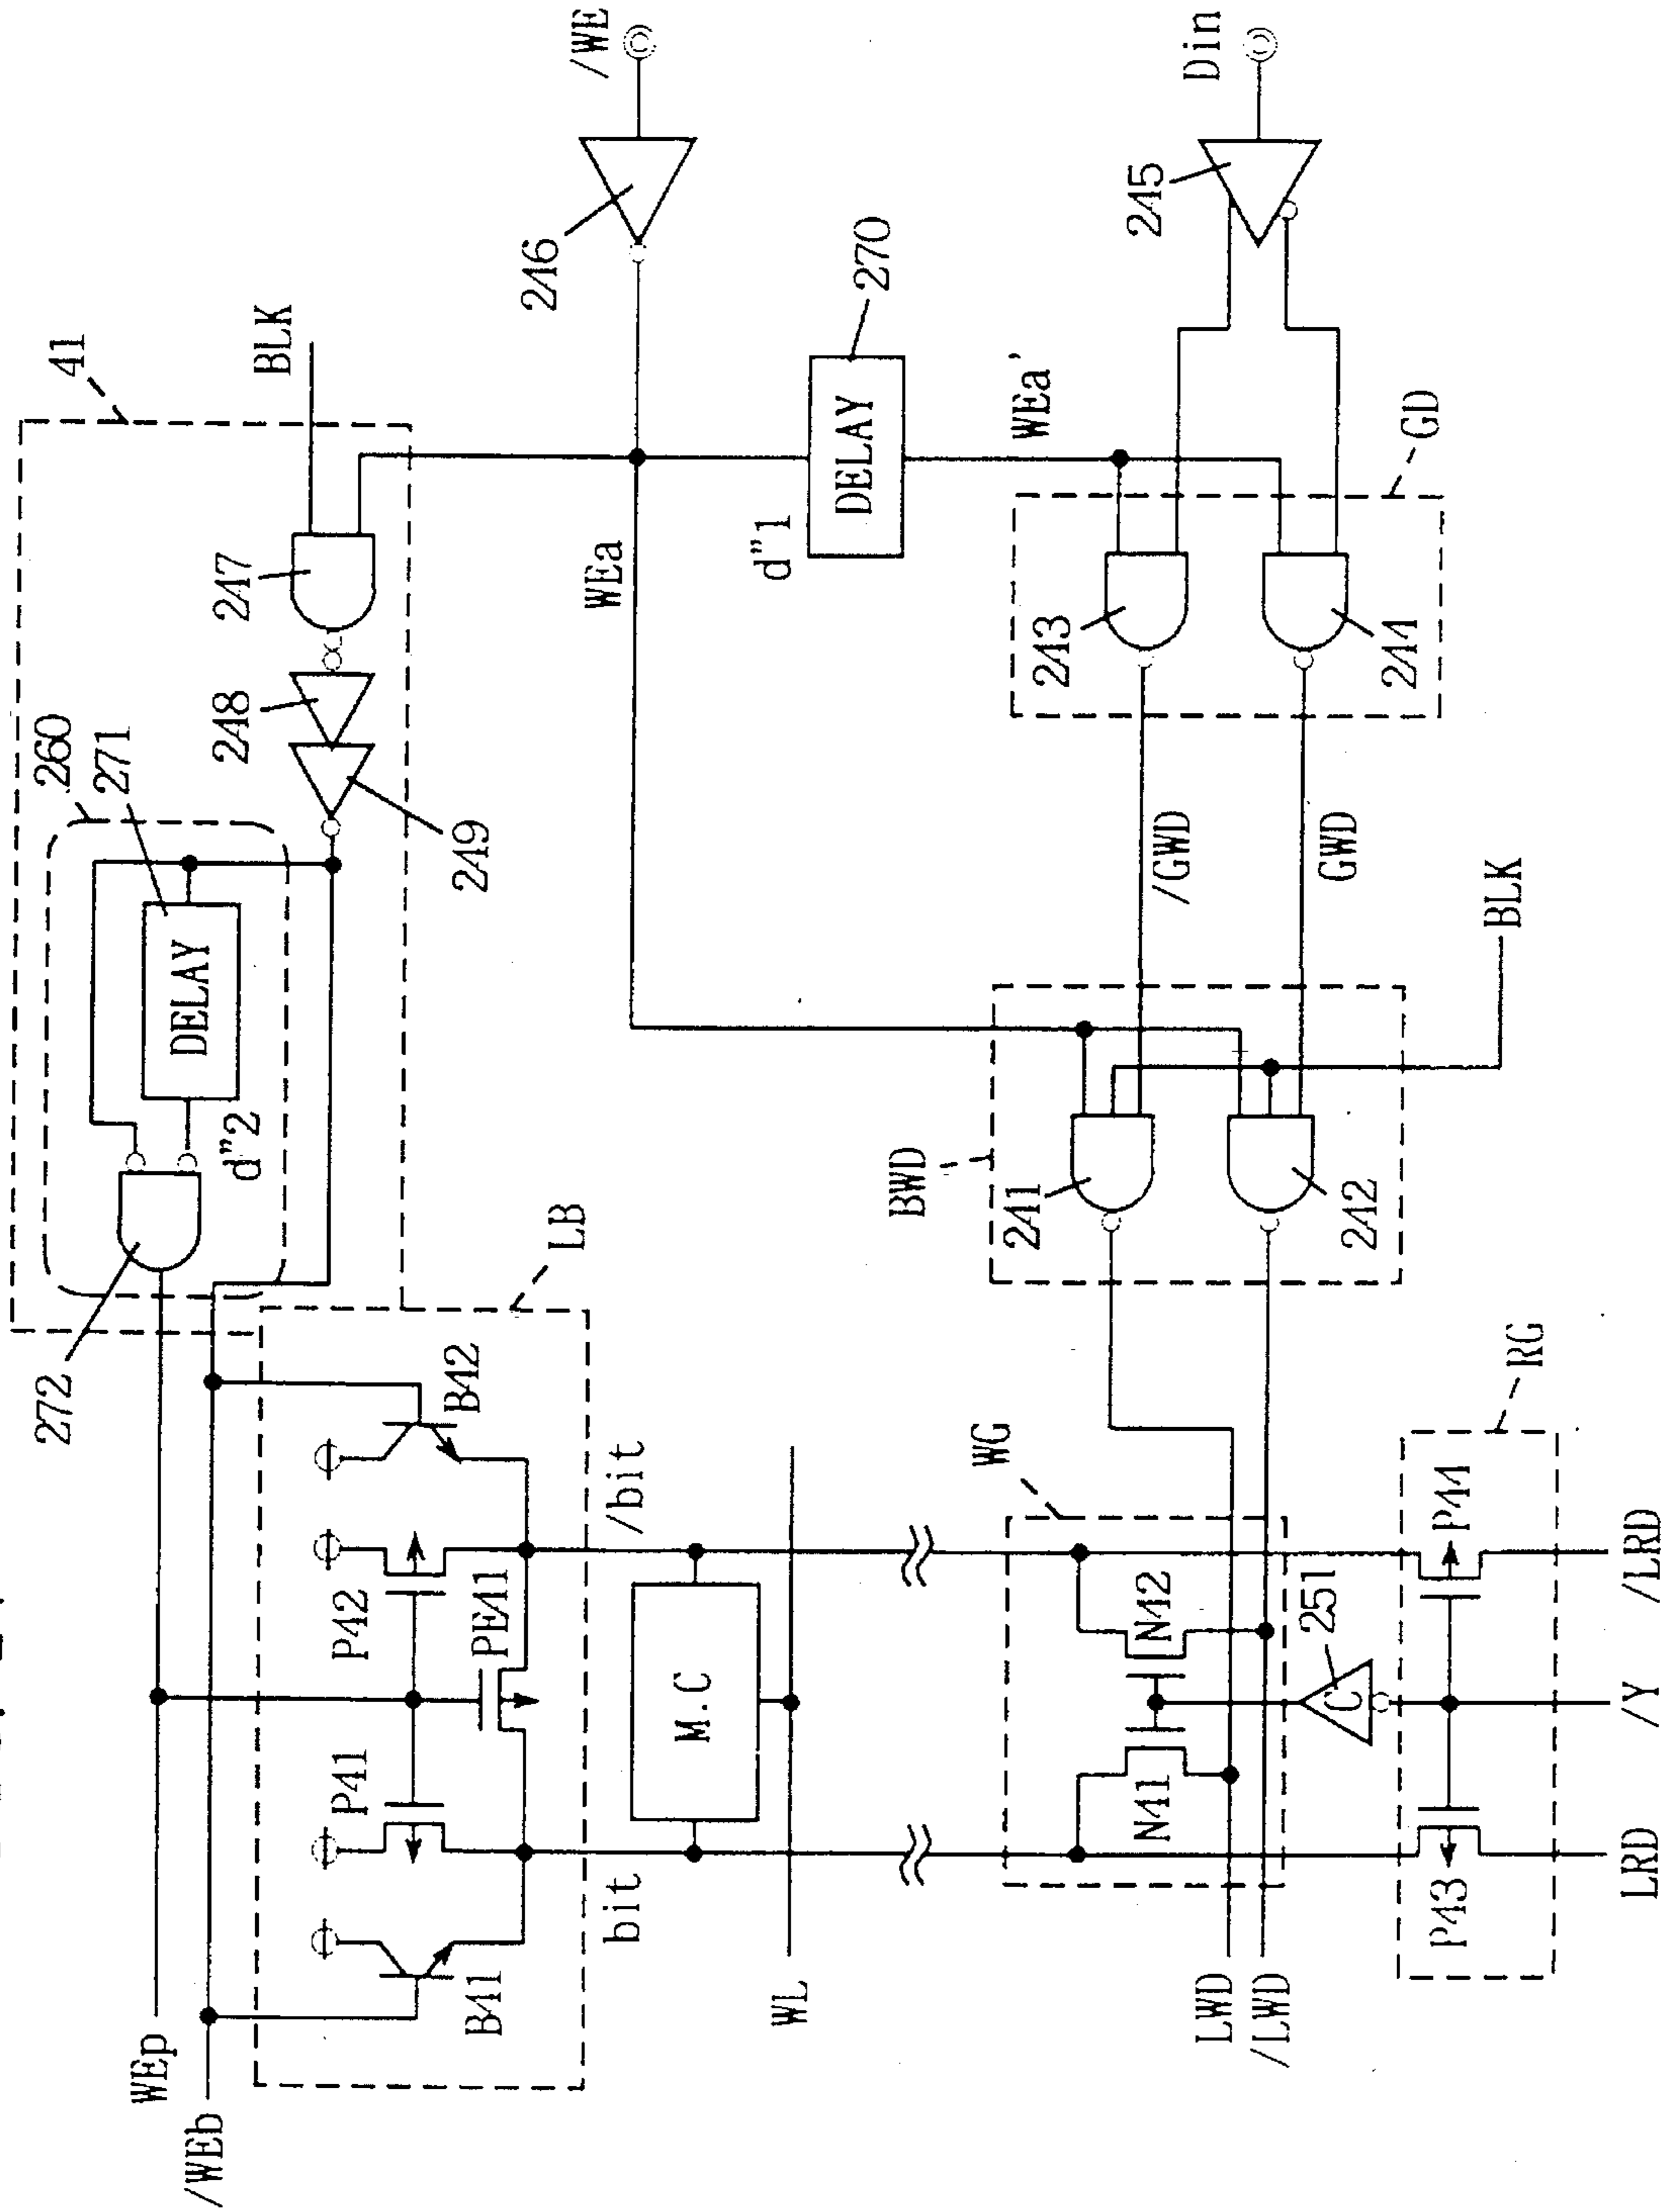 WEp
/WEb
272
260
271
DELAY
d"2
248
249
247
41
BLK
LB
B41
P41
P42
B42
PE41
bit
/bit
M.C
WL
246
/WE
WEa
d"1
DELAY
270
WEa'
245
Din
GD
243
244
/GWD
GWD
BWD
241
242
BLK
WG
N41
N42
LWD
/LWD
C
251
RG
P43
P44
LRD
/Y
/LRD